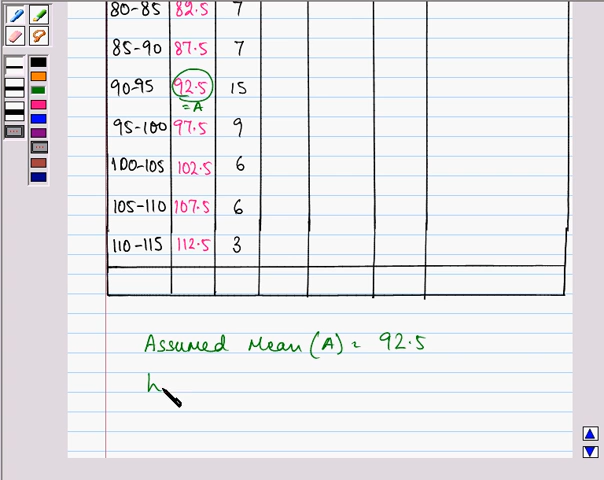 80-85 82.5 7
85-90 87.5 7
90-95 92.5 15
= A
95-100 97.5 9
100-105 102.5 6
105-110 107.5 6
110-115 112.5 3
Assumed Mean (A) = 92.5
h